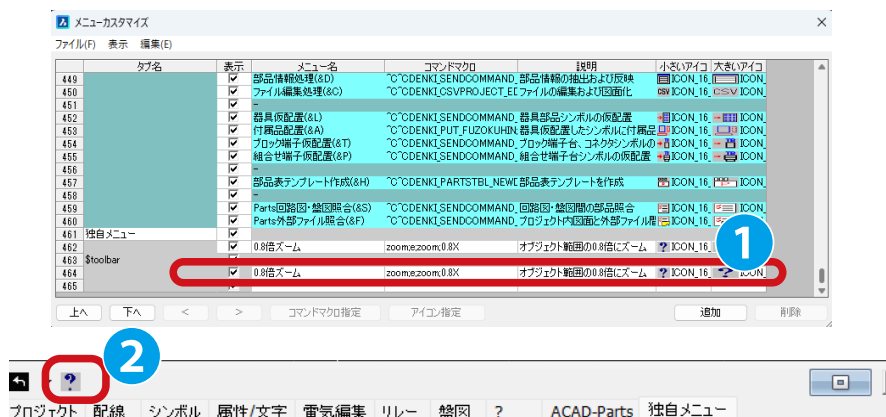 メニューカスタマイズ
ファイル(F) 表示 編集(E)
タブ名 表示 メニュー名 コマンドマクロ 説明 小さいアイコ 大きいアイコ
449 部品情報処理(&D) ^C^CDENKI_SENDCOMMAND_ 部品情報の抽出および反映 ICON_16_ ICON_
450 ファイル編集処理(&C) ^C^CDENKI_CSVPROJECT_EC ファイルの編集および図面化 CSV ICON_16_ CSV ICON_
451 -
452 器具仮配置(&L) ^C^CDENKI_SENDCOMMAND_ 器具部品シンボルの仮配置 ICON_16_ ICON_
453 付属品配置(&A) ^C^CDENKI_PUT_FUZOKUHIN; 器具仮配置したシンボルに付属品 ICON_16_ ICON_
454 ブロック端子仮配置(&T) ^C^CDENKI_SENDCOMMAND_ ブロック端子台、コネクタシンボルの ICON_16_ ICON_
455 組合せ端子仮配置(&P) ^C^CDENKI_SENDCOMMAND_ 組合せ端子台シンボルの仮配置 ICON_16_ ICON_
456 -
457 部品表テンプレート作成(&H) ^C^CDENKI_PARTSTBL_NEWE 部品表テンプレートを作成 ICON_16_ ICON_
458 -
459 Parts回路図・盤図照合(&S) ^C^CDENKI_SENDCOMMAND_ 回路図・盤図間の部品照合 ICON_16_ ICON_
460 Parts外部ファイル照合(&F) ^C^CDENKI_SENDCOMMAND_ プロジェクト内図面と外部ファイル間 ICON_16_ ICON_
461 独自メニュー
462 0.8倍ズーム zoom;e;zoom;0.8X オブジェクト範囲の0.8倍にズーム ? ICON_16_
463 $toolbar
464 0.8倍ズーム zoom;e;zoom;0.8X オブジェクト範囲の0.8倍にズーム ? ICON_16_ ? ICON_
465
1
上へ 下へ < > コマンドマクロ指定 アイコン指定 追加 削除
2
?
プロジェクト 配線 シンボル 属性/文字 電気編集 リレー 盤図 ? ACAD-Parts 独自メニュー